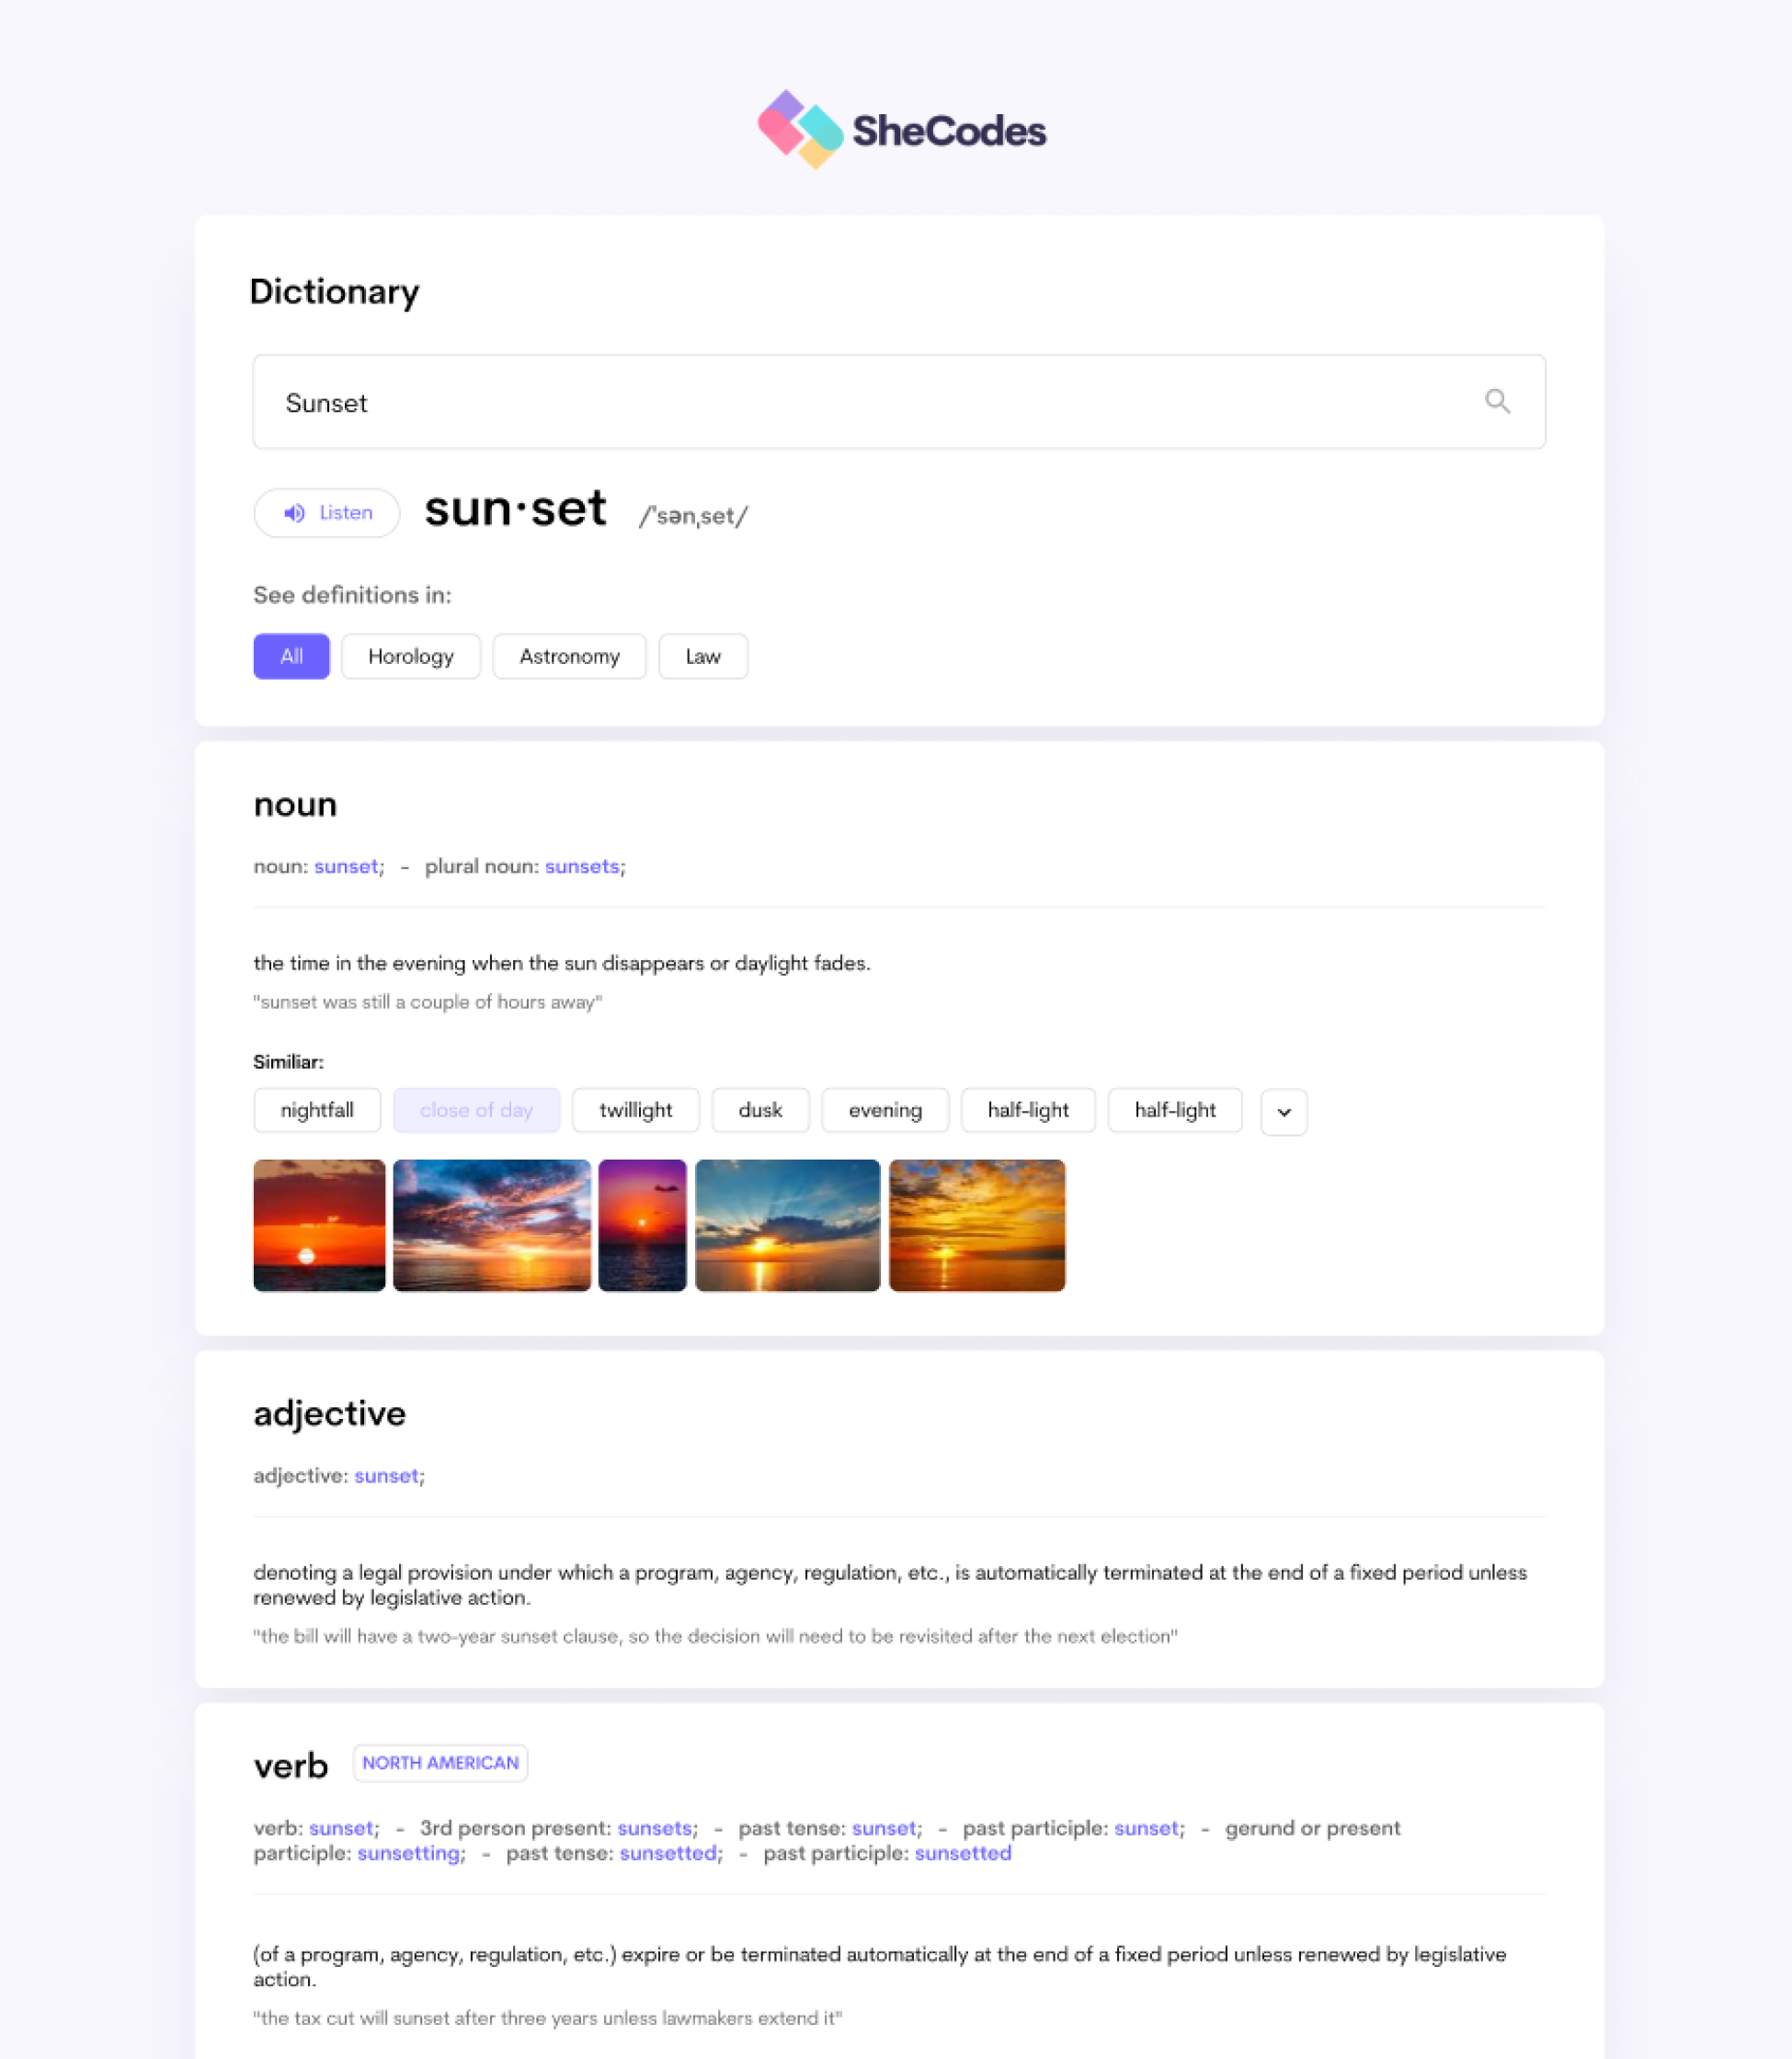 SheCodes
Dictionary
Sunset
Listen
sun·set /ˈsənˌset/
See definitions in:
All Horology Astronomy Law
noun
noun: sunset; - plural noun: sunsets;
the time in the evening when the sun disappears or daylight fades.
"sunset was still a couple of hours away"
Similiar:
nightfall close of day twillight dusk evening half-light half-light
adjective
adjective: sunset;
denoting a legal provision under which a program, agency, regulation, etc., is automatically terminated at the end of a fixed period unless
renewed by legislative action.
"the bill will have a two-year sunset clause, so the decision will need to be revisited after the next election"
verb NORTH AMERICAN
verb: sunset; - 3rd person present: sunsets; - past tense: sunset; - past participle: sunset; - gerund or present
participle: sunsetting; - past tense: sunsetted; - past participle: sunsetted
(of a program, agency, regulation, etc.) expire or be terminated automatically at the end of a fixed period unless renewed by legislative
action.
"the tax cut will sunset after three years unless lawmakers extend it"